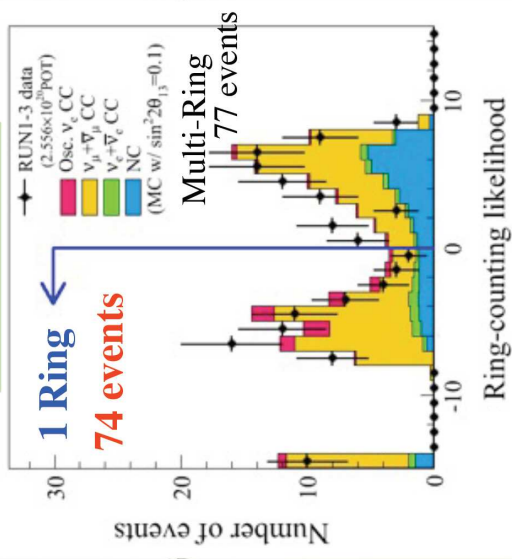 1 Ring
74 events
RUN1-3 data
(2.556×10²⁰POT)
Osc. νₑ CC
ν_μ+ν̄_μ CC
νₑ+ν̄ₑ CC
NC
(MC w/ sin²2θ₁₃=0.1)
Multi-Ring
77 events
Number of events
30
20
10
0
-10
0
10
Ring-counting likelihood